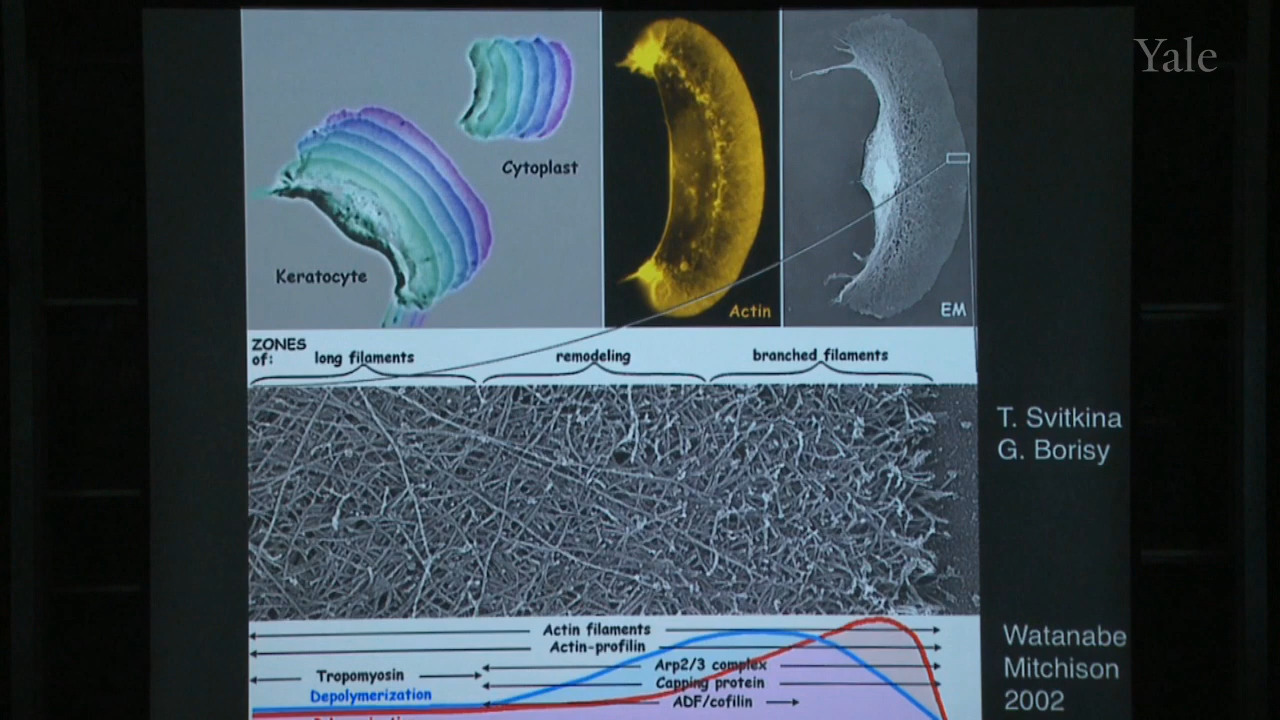 Yale
Cytoplast
Keratocyte
Actin
EM
ZONES
of:
long filaments
remodeling
branched filaments
T. Svitkina
G. Borisy
Actin filaments
Actin-profilin
Arp2/3 complex
Tropomyosin
Capping protein
Depolymerization
ADF/cofilin
Watanabe
Mitchison
2002